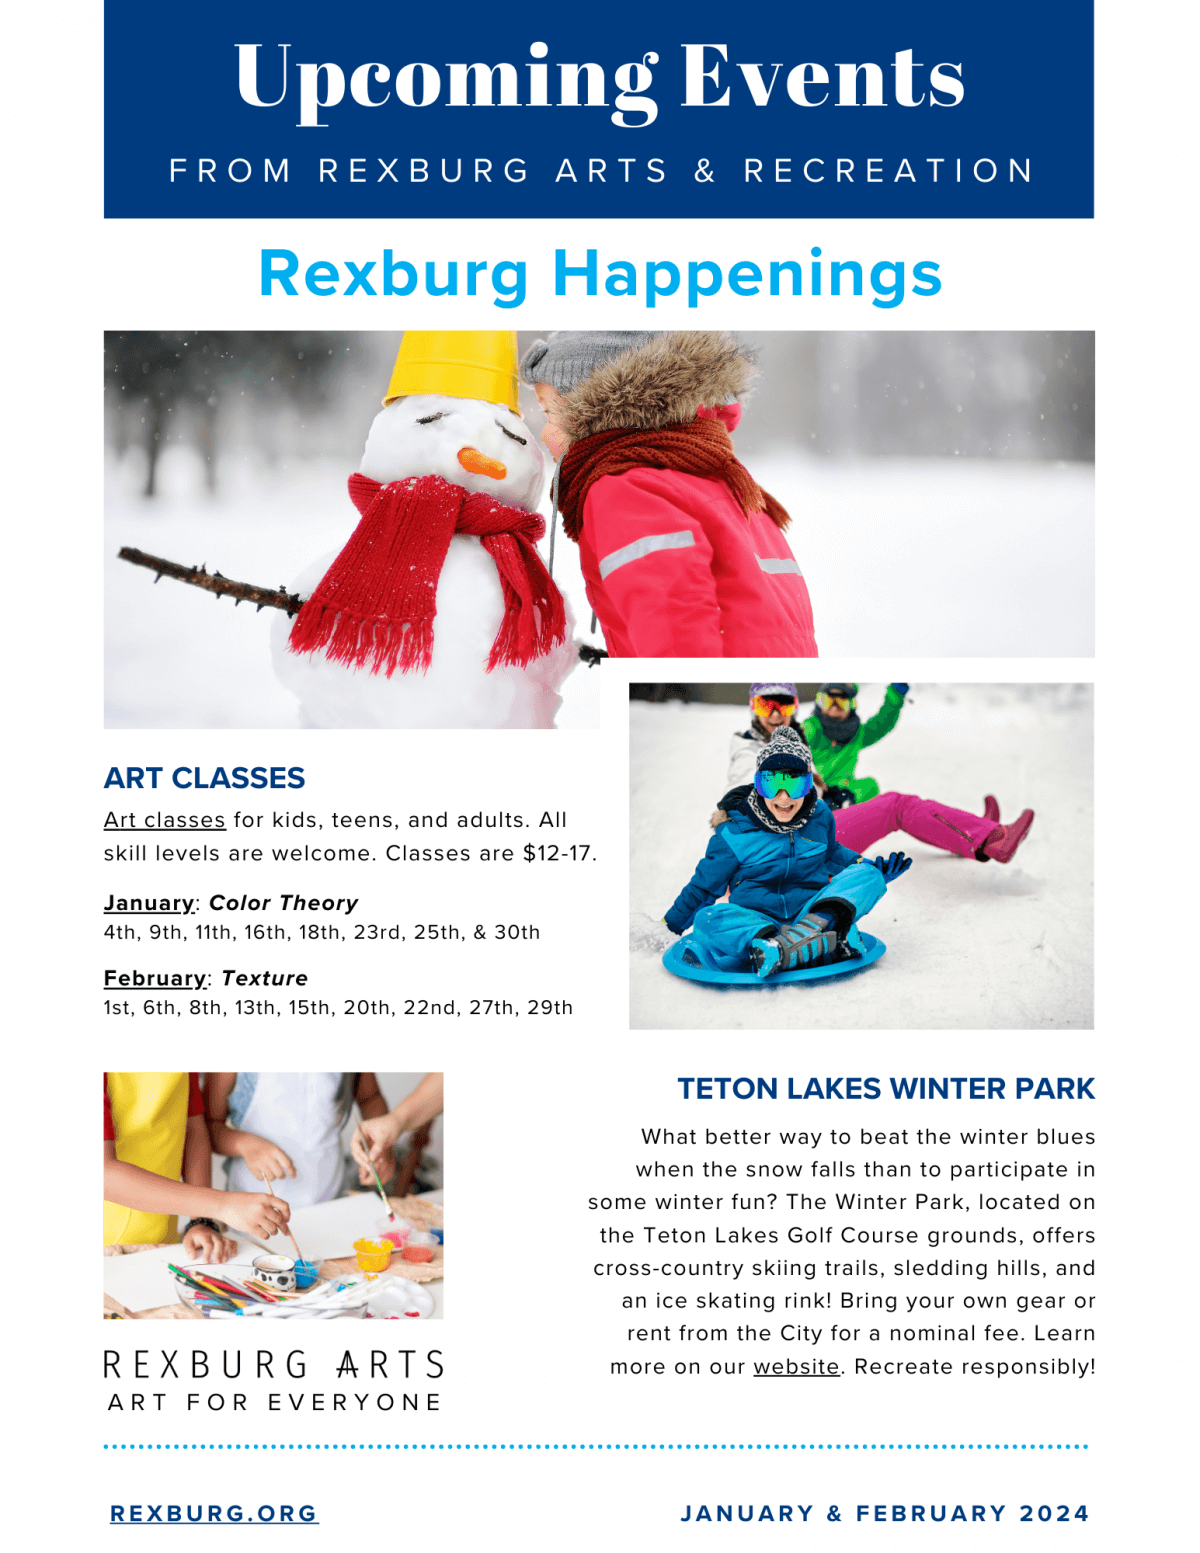 Upcoming Events
FROM REXBURG ARTS & RECREATION
Rexburg Happenings
ART CLASSES
Art classes for kids, teens, and adults. All
skill levels are welcome. Classes are $12-17.
January: Color Theory
4th, 9th, 11th, 16th, 18th, 23rd, 25th, & 30th
February: Texture
1st, 6th, 8th, 13th, 15th, 20th, 22nd, 27th, 29th
REXBURG ARTS
ART FOR EVERYONE
TETON LAKES WINTER PARK
What better way to beat the winter blues
when the snow falls than to participate in
some winter fun? The Winter Park, located on
the Teton Lakes Golf Course grounds, offers
cross-country skiing trails, sledding hills, and
an ice skating rink! Bring your own gear or
rent from the City for a nominal fee. Learn
more on our website. Recreate responsibly!
REXBURG.ORG
JANUARY & FEBRUARY 2024